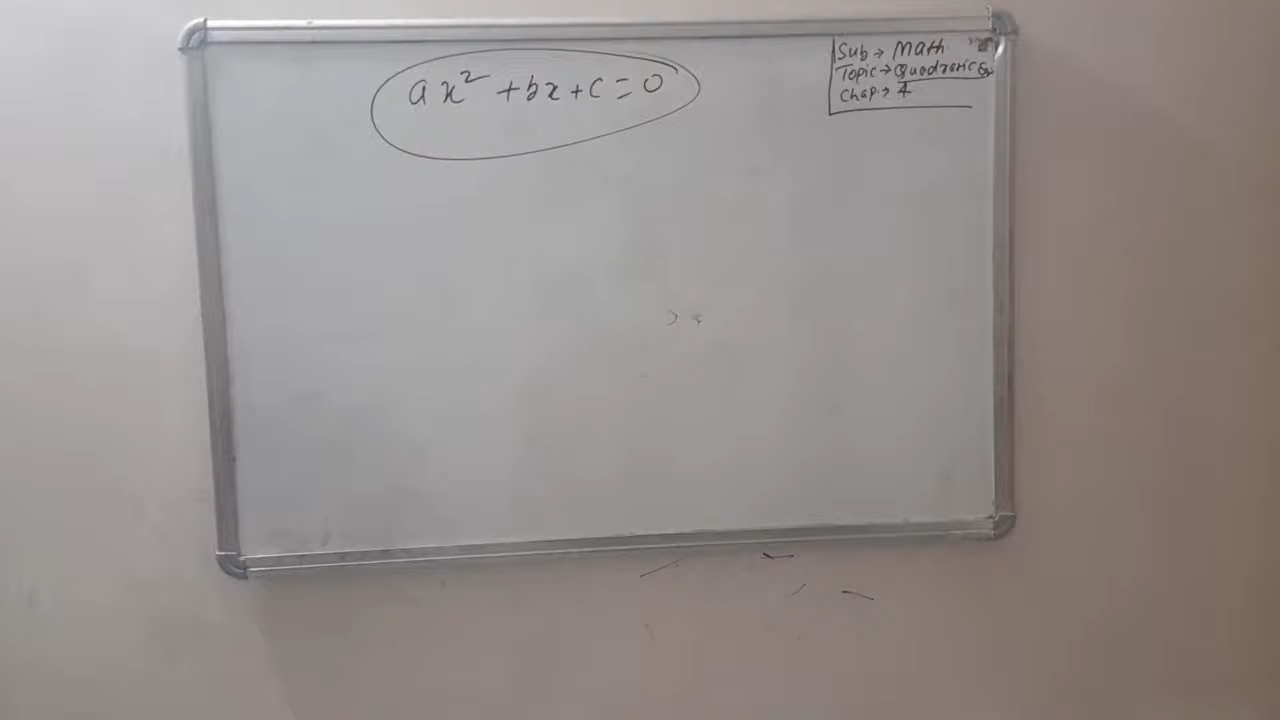 ax² + bx + c = 0
Sub → Math
Topic → Quadratic
Chap → 4